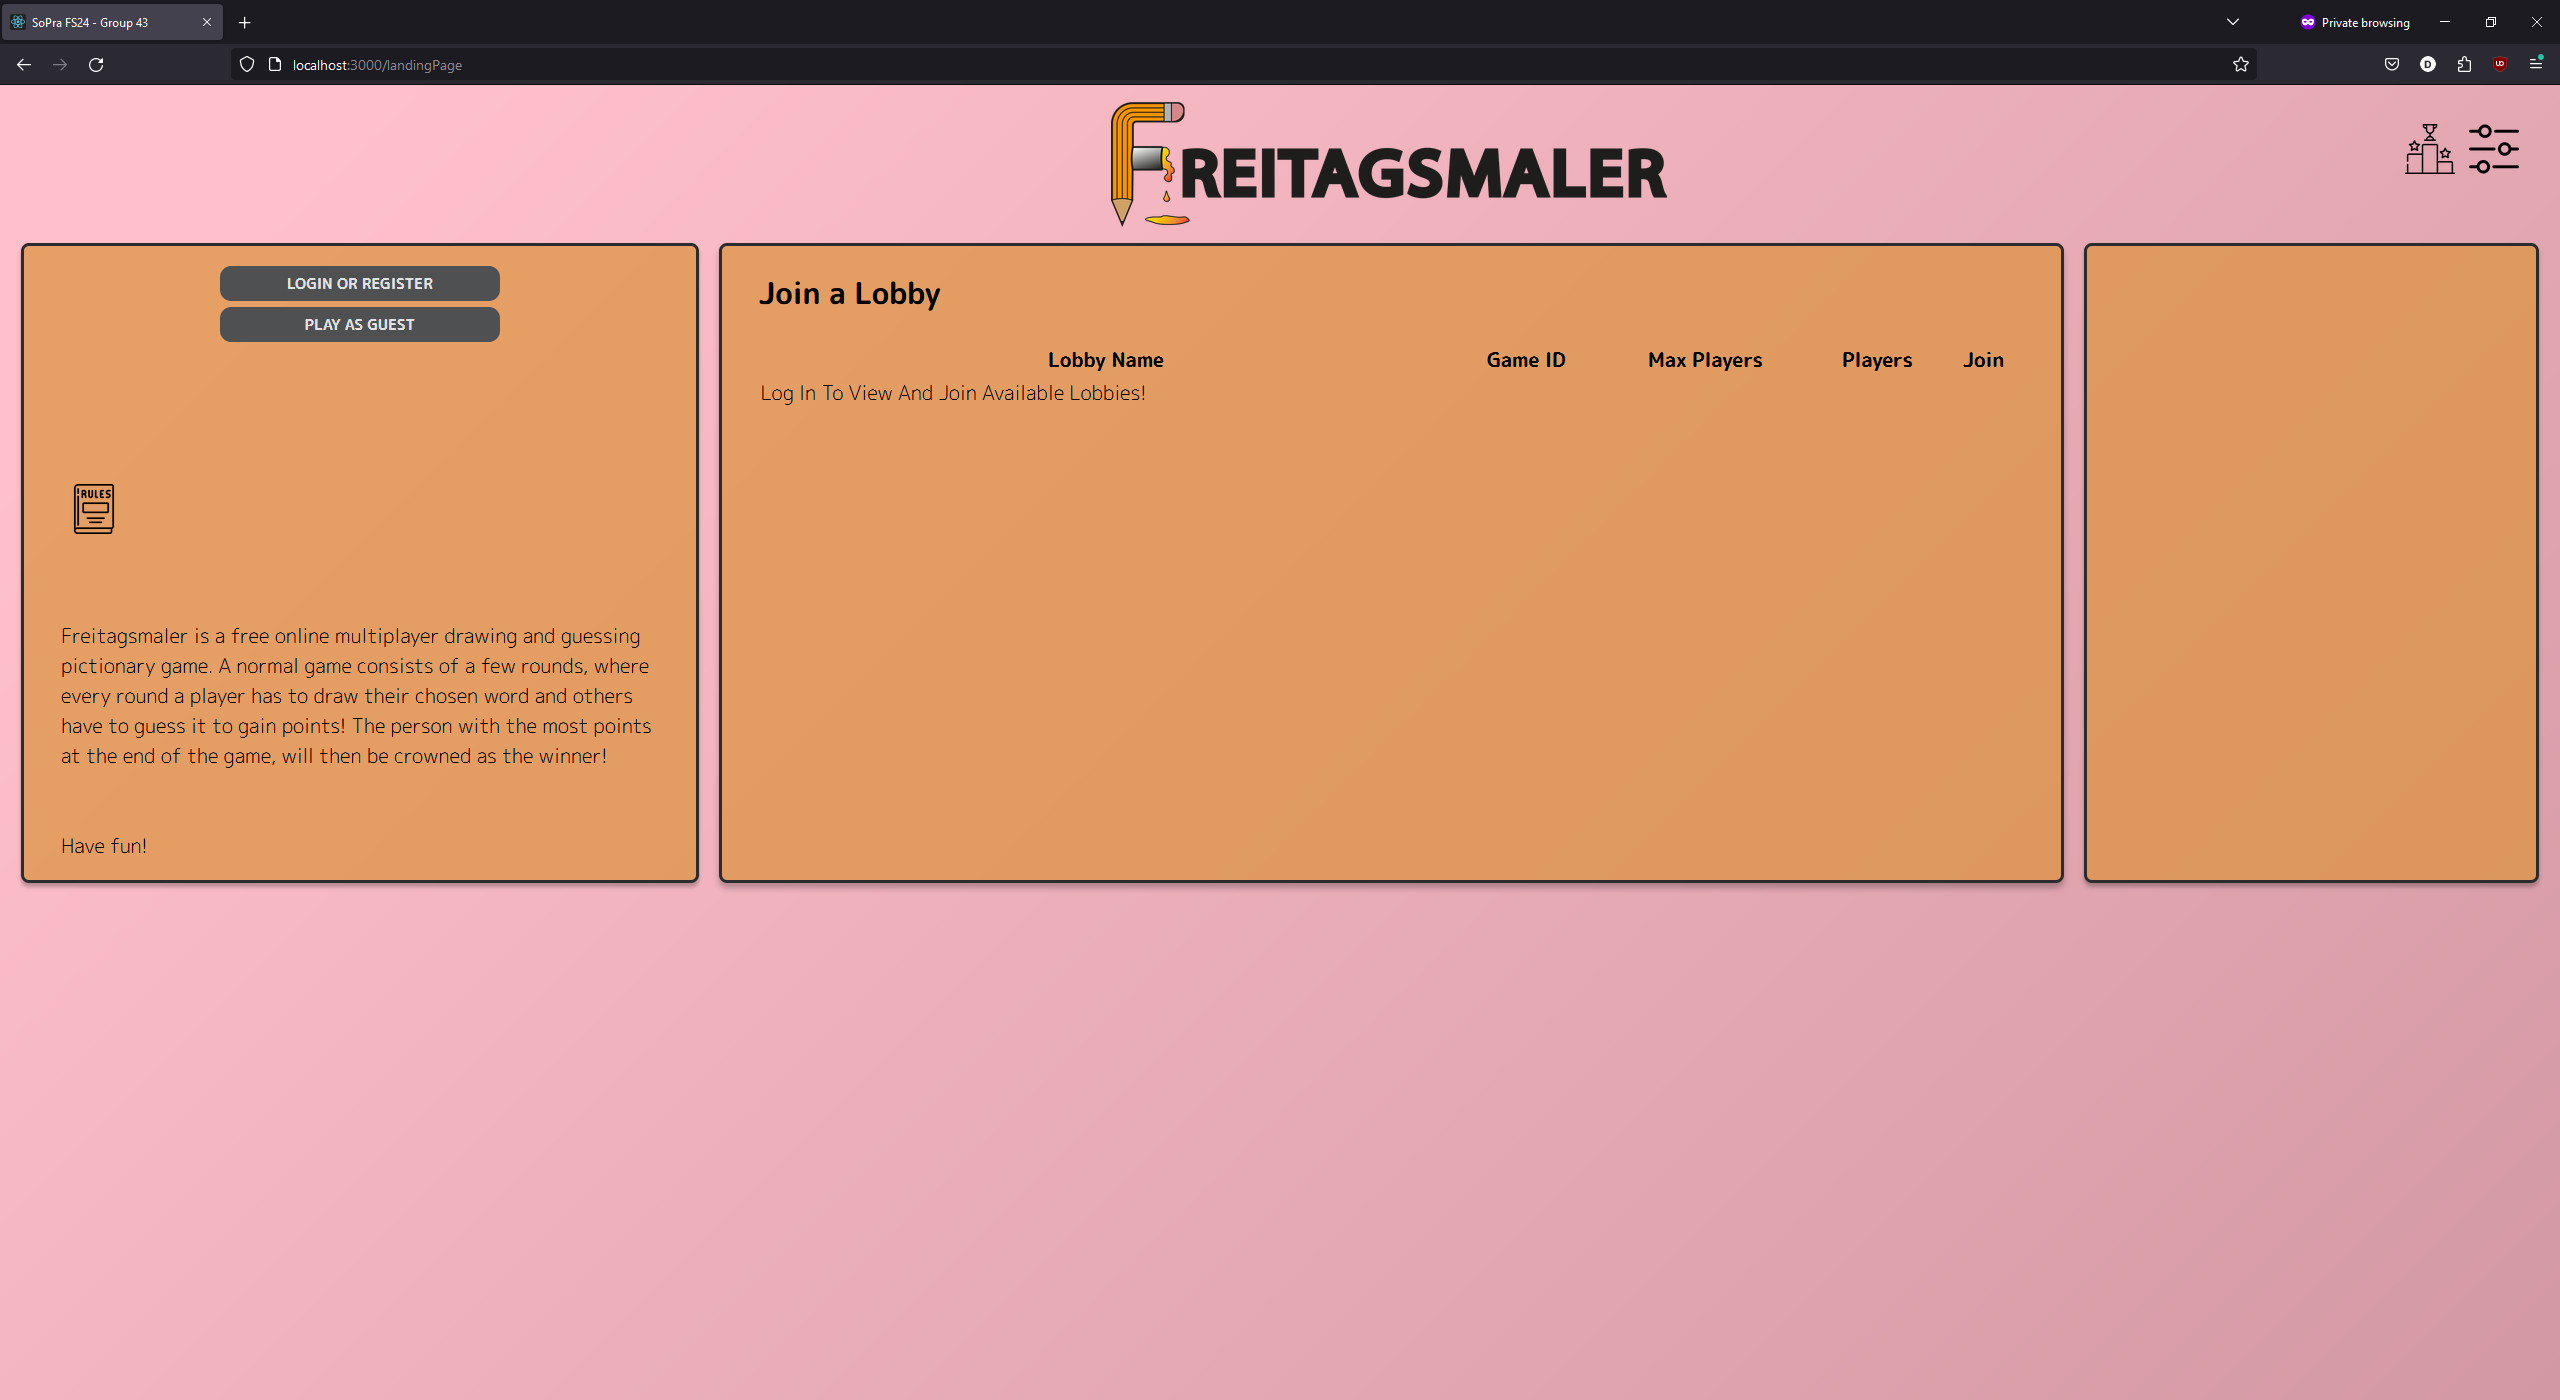 SoPra FS24 - Group 43
Private browsing
localhost:3000/landingPage
FREITAGSMALER
LOGIN OR REGISTER
PLAY AS GUEST
RULES
Freitagsmaler is a free online multiplayer drawing and guessing
pictionary game. A normal game consists of a few rounds, where
every round a player has to draw their chosen word and others
have to guess it to gain points! The person with the most points
at the end of the game, will then be crowned as the winner!
Have fun!
Join a Lobby
Lobby Name Game ID Max Players Players Join
Log In To View And Join Available Lobbies!